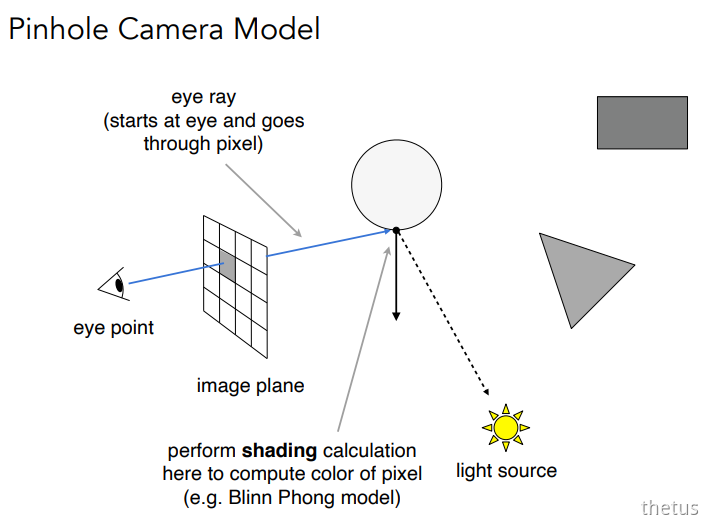 Pinhole Camera Model
eye ray
(starts at eye and goes
through pixel)
eye point
image plane
perform shading calculation
here to compute color of pixel
(e.g. Blinn Phong model)
light source
thetus